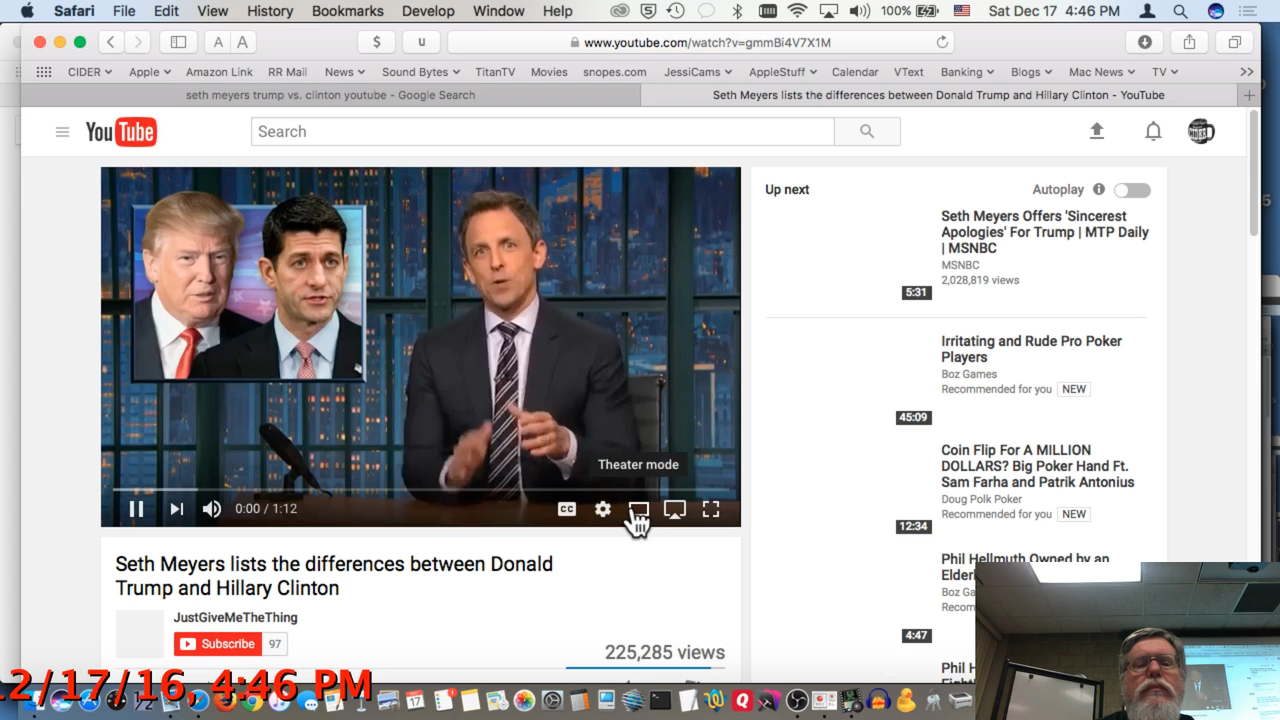 Safari File Edit View History Bookmarks Develop Window Help 5 100% Sat Dec 17 4:46 PM
A A $ u www.youtube.com/watch?v=gmmBi4V7X1M
CIDER Apple Amazon Link RR Mail News Sound Bytes TitanTV Movies snopes.com JessiCams AppleStuff Calendar VText Banking Blogs Mac News TV >>
seth meyers trump vs. clinton youtube - Google Search
Seth Meyers lists the differences between Donald Trump and Hillary Clinton - YouTube
YouTube
Search
Theater mode
0:00 / 1:12
CC
Seth Meyers lists the differences between Donald
Trump and Hillary Clinton
JustGiveMeTheThing
Subscribe 97
225,285 views
Up next
Autoplay
Seth Meyers Offers 'Sincerest
Apologies' For Trump | MTP Daily
| MSNBC
MSNBC
2,028,819 views
5:31
Irritating and Rude Pro Poker
Players
Boz Games
Recommended for you NEW
45:09
Coin Flip For A MILLION
DOLLARS? Big Poker Hand Ft.
Sam Farha and Patrik Antonius
Doug Polk Poker
Recommended for you NEW
12:34
Phil Hellmuth Owned by an
4:47
12/17/16, 4:46 PM
17